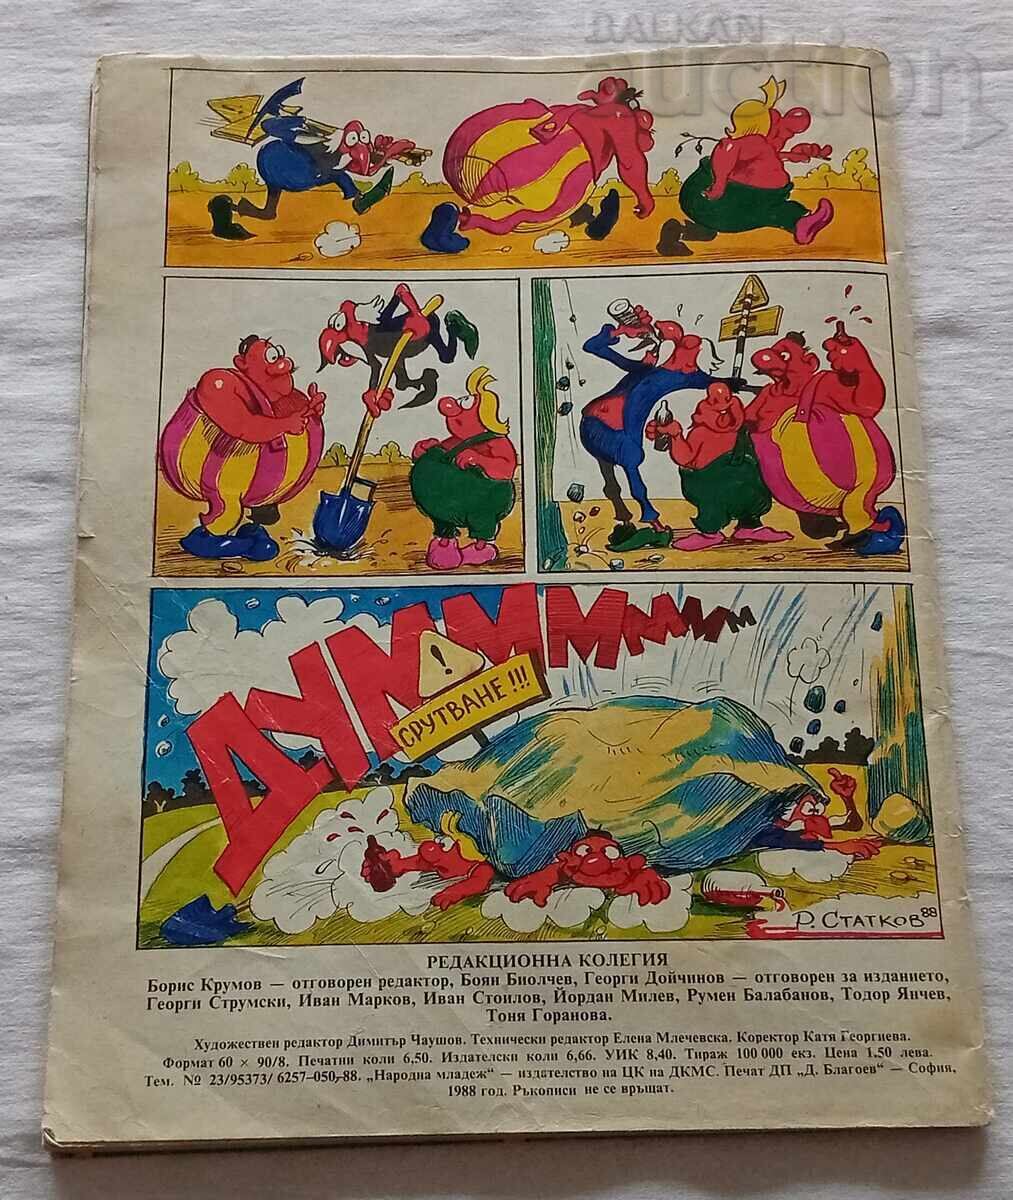 BALKAN
auction
ДУМММММММ
!
СРУТВАНЕ!!!
Р. СТАТКОВ 88
РЕДАКЦИОННА КОЛЕГИЯ
Борис Крумов — отговорен редактор, Боян Биолчев, Георги Дойчинов — отговорен за изданието,
Георги Струмски, Иван Марков, Иван Стоилов, Йордан Милев, Румен Балабанов, Тодор Янчев,
Тоня Горанова.
Художествен редактор Димитър Чаушов. Технически редактор Елена Млечевска. Коректор Катя Георгиева.
Формат 60 × 90/8. Печатни коли 6,50. Издателски коли 6,66. УИК 8,40. Тираж 100 000 екз. Цена 1,50 лева.
Тем. № 23/95373/6257-050-88. „Народна младеж“ — издателство на ЦК на ДКМС. Печат ДП „Д. Благоев“ — София,
1988 год. Ръкописи не се връщат.